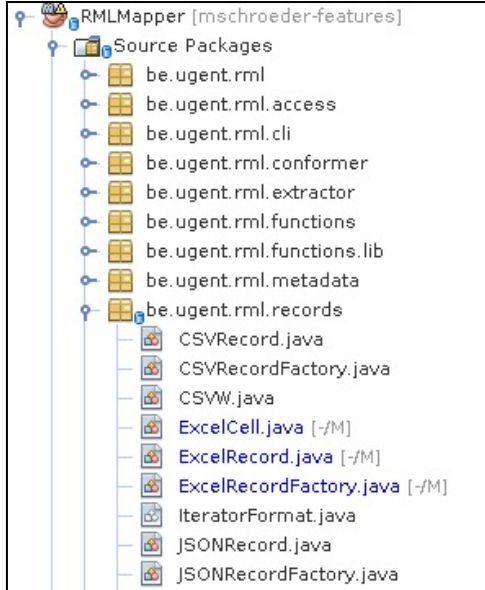 RMLMapper [mschroeder-features]
Source Packages
be.ugent.rml
be.ugent.rml.access
be.ugent.rml.cli
be.ugent.rml.conformer
be.ugent.rml.extractor
be.ugent.rml.functions
be.ugent.rml.functions.lib
be.ugent.rml.metadata
be.ugent.rml.records
CSVRecord.java
CSVRecordFactory.java
CSVW.java
ExcelCell.java [-/M]
ExcelRecord.java [-/M]
ExcelRecordFactory.java [-/M]
IteratorFormat.java
JSONRecord.java
JSONRecordFactory.java